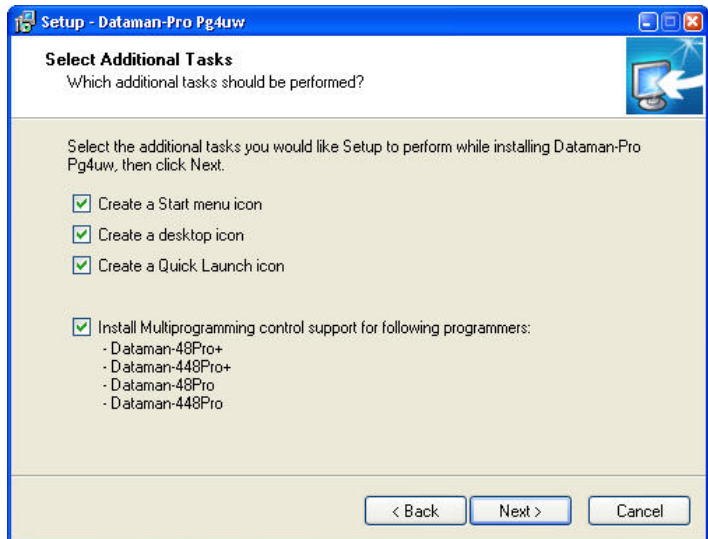 Setup - Dataman-Pro Pg4uw
Select Additional Tasks
Which additional tasks should be performed?
Select the additional tasks you would like Setup to perform while installing Dataman-Pro
Pg4uw, then click Next.
Create a Start menu icon
Create a desktop icon
Create a Quick Launch icon
Install Multiprogramming control support for following programmers:
- Dataman-48Pro+
- Dataman-448Pro+
- Dataman-48Pro
- Dataman-448Pro
< Back
Next >
Cancel